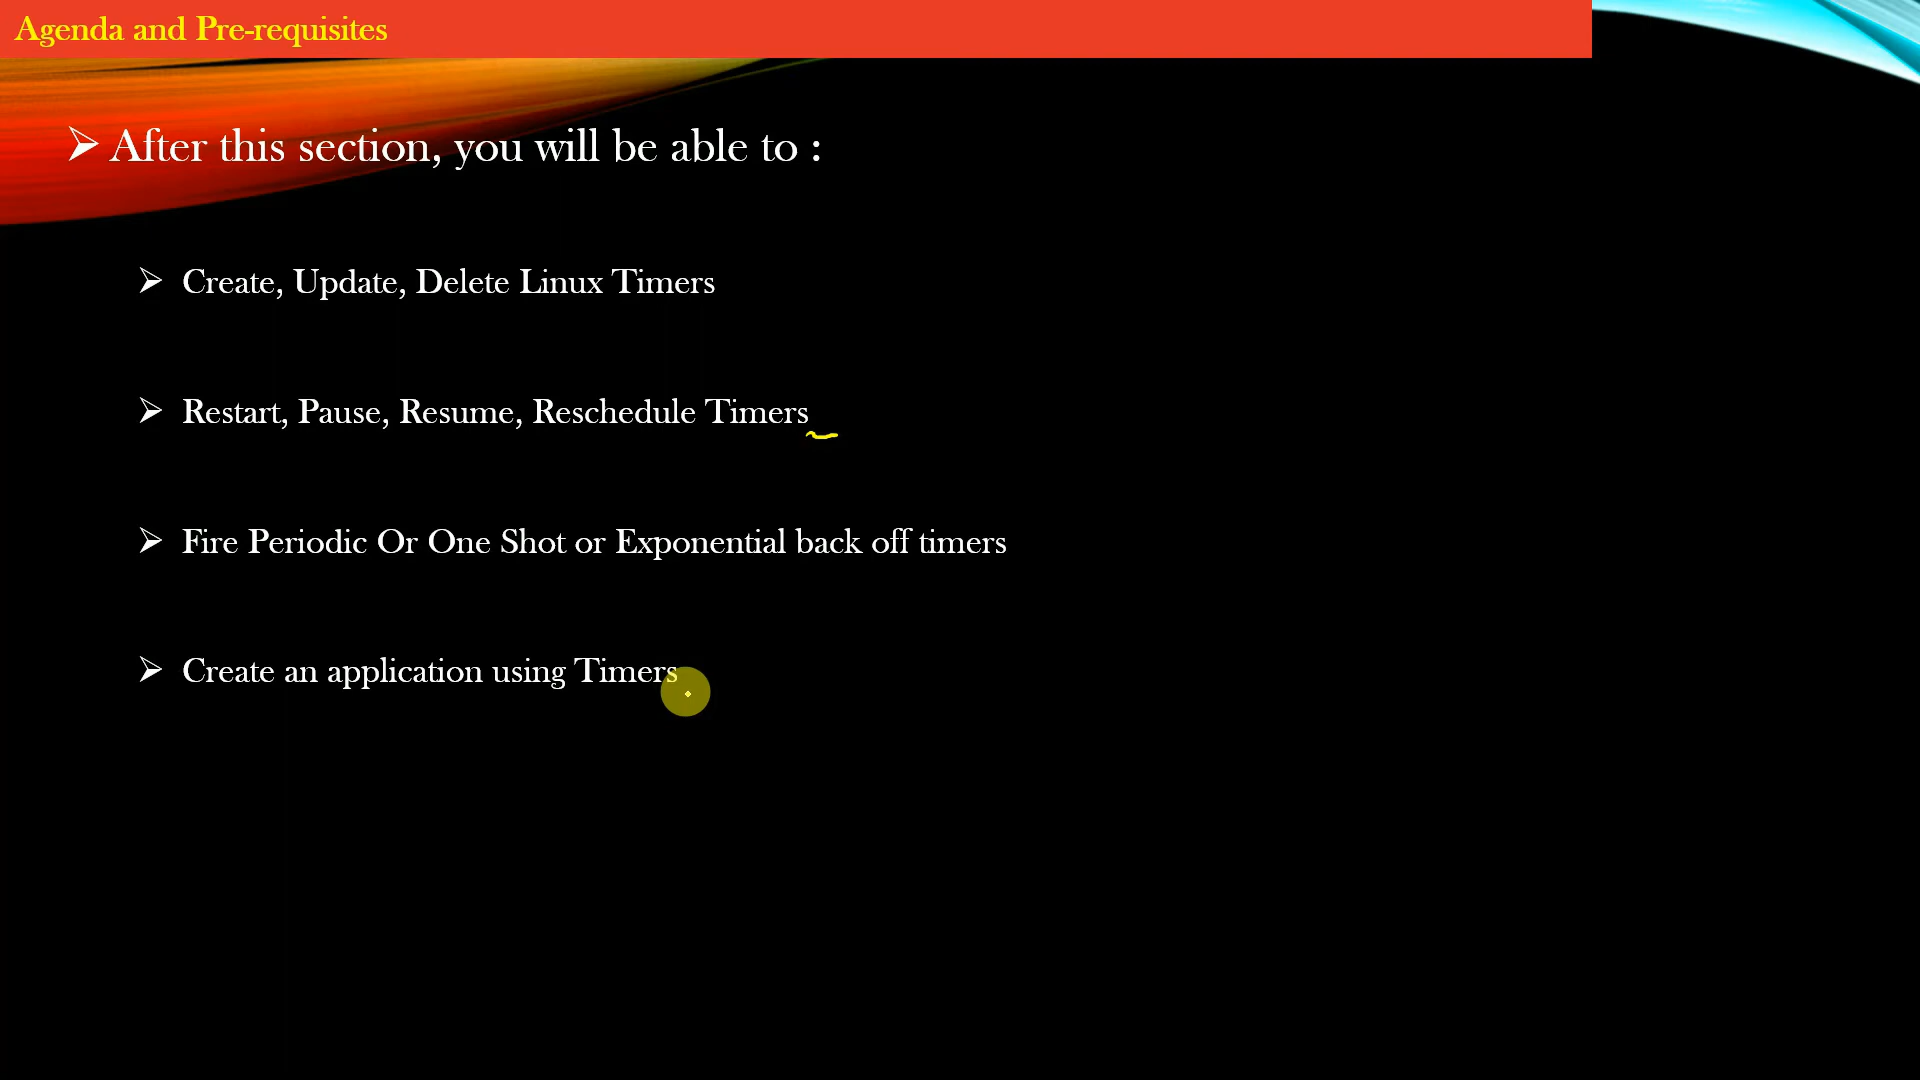 Agenda and Pre-requisites
After this section, you will be able to :
Create, Update, Delete Linux Timers
Restart, Pause, Resume, Reschedule Timers
Fire Periodic Or One Shot or Exponential back off timers
Create an application using Timers